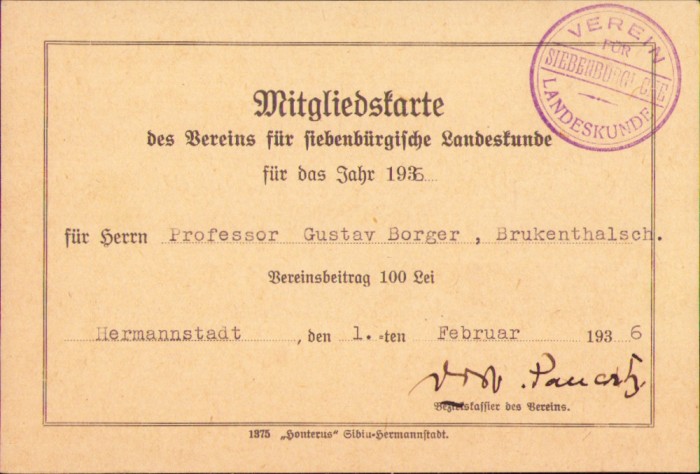 VEREIN
FÜR
SIEBENBÜRGISCHE
LANDESKUNDE
Mitgliedskarte
des Vereins für siebenbürgische Landeskunde
für das Jahr 1936
für Herrn Professor Gustav Borger, Brukenthalsch.
Vereinsbeitrag 100 Lei
Hermannstadt, den 1. =ten Februar 1936
Bezirkskassier des Vereins.
1375 „Honterus" Sibiu-Hermannstadt.